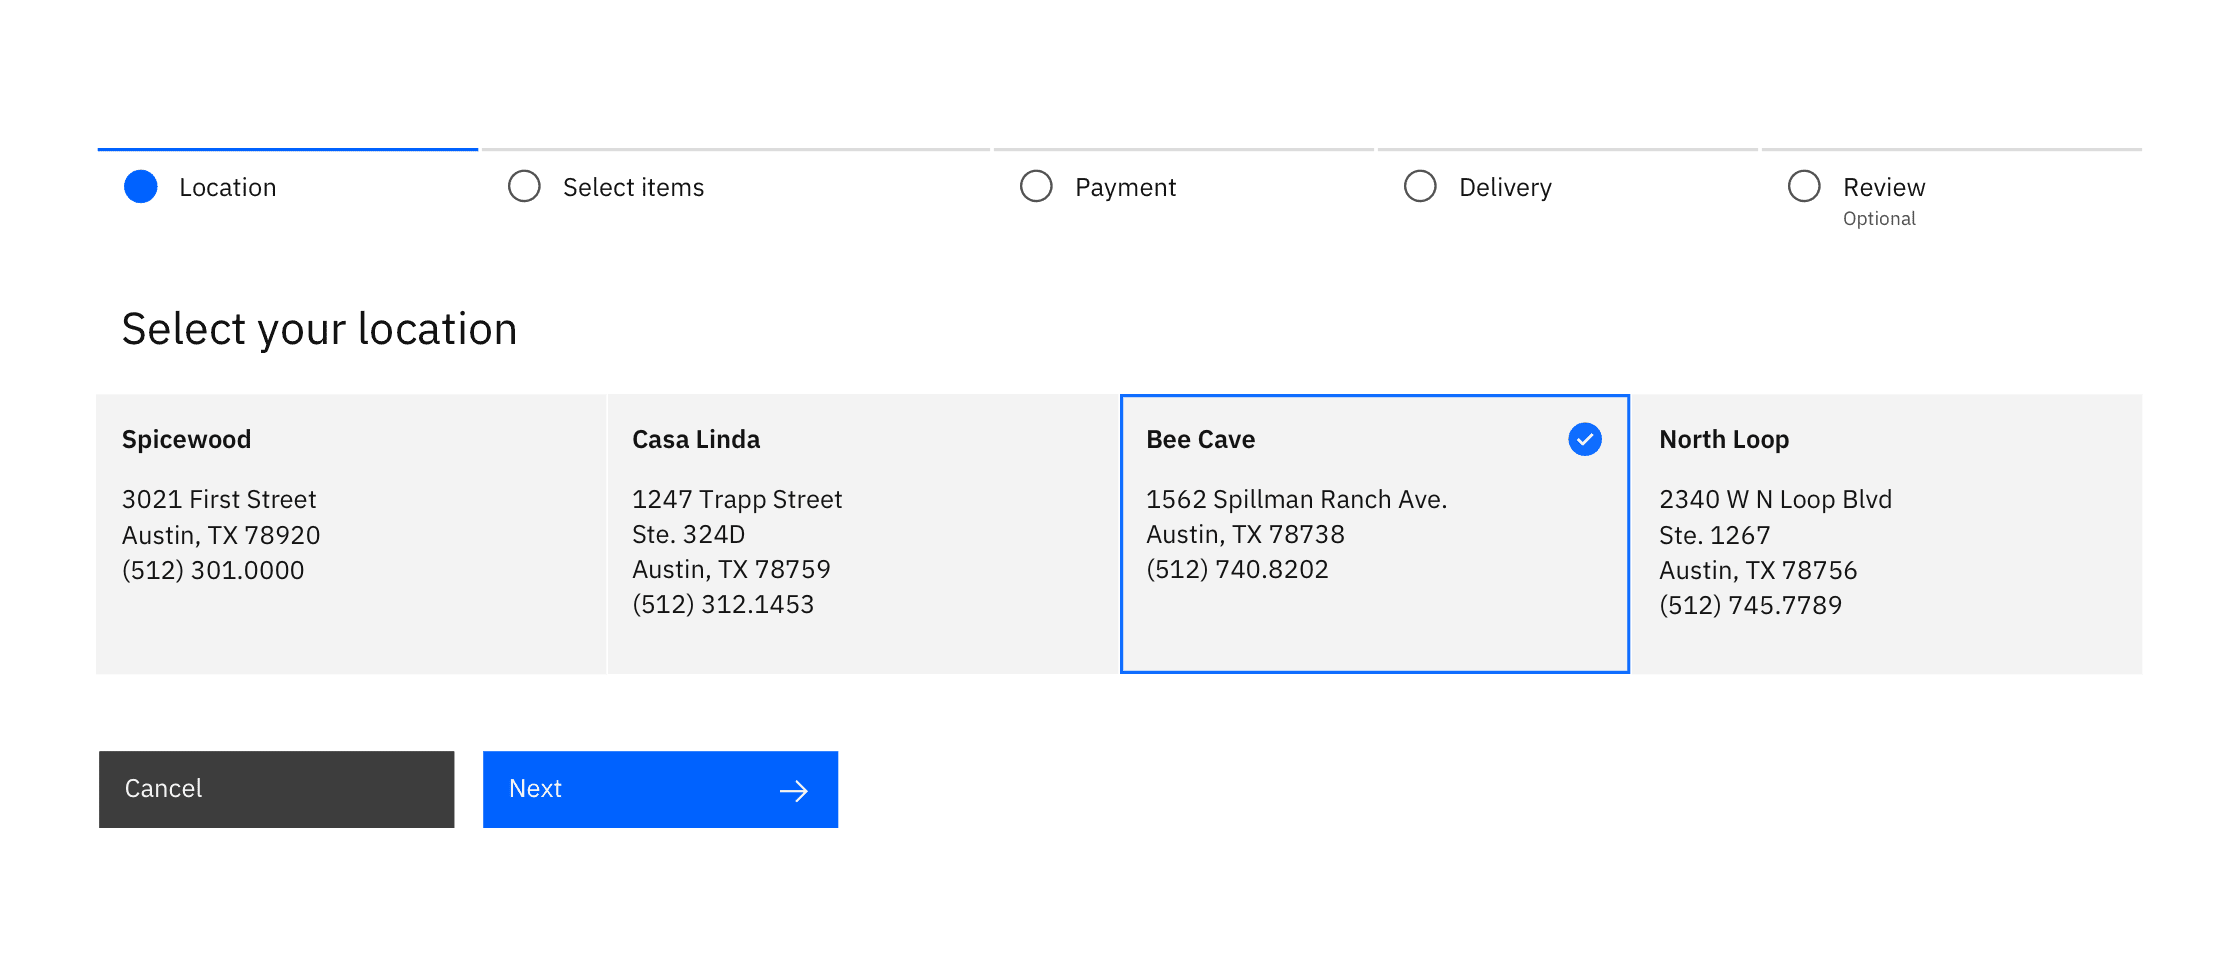 Location
Select items
Payment
Delivery
Review
Optional
Select your location
Spicewood
3021 First Street
Austin, TX 78920
(512) 301.0000
Casa Linda
1247 Trapp Street
Ste. 324D
Austin, TX 78759
(512) 312.1453
Bee Cave
1562 Spillman Ranch Ave.
Austin, TX 78738
(512) 740.8202
North Loop
2340 W N Loop Blvd
Ste. 1267
Austin, TX 78756
(512) 745.7789
Cancel
Next